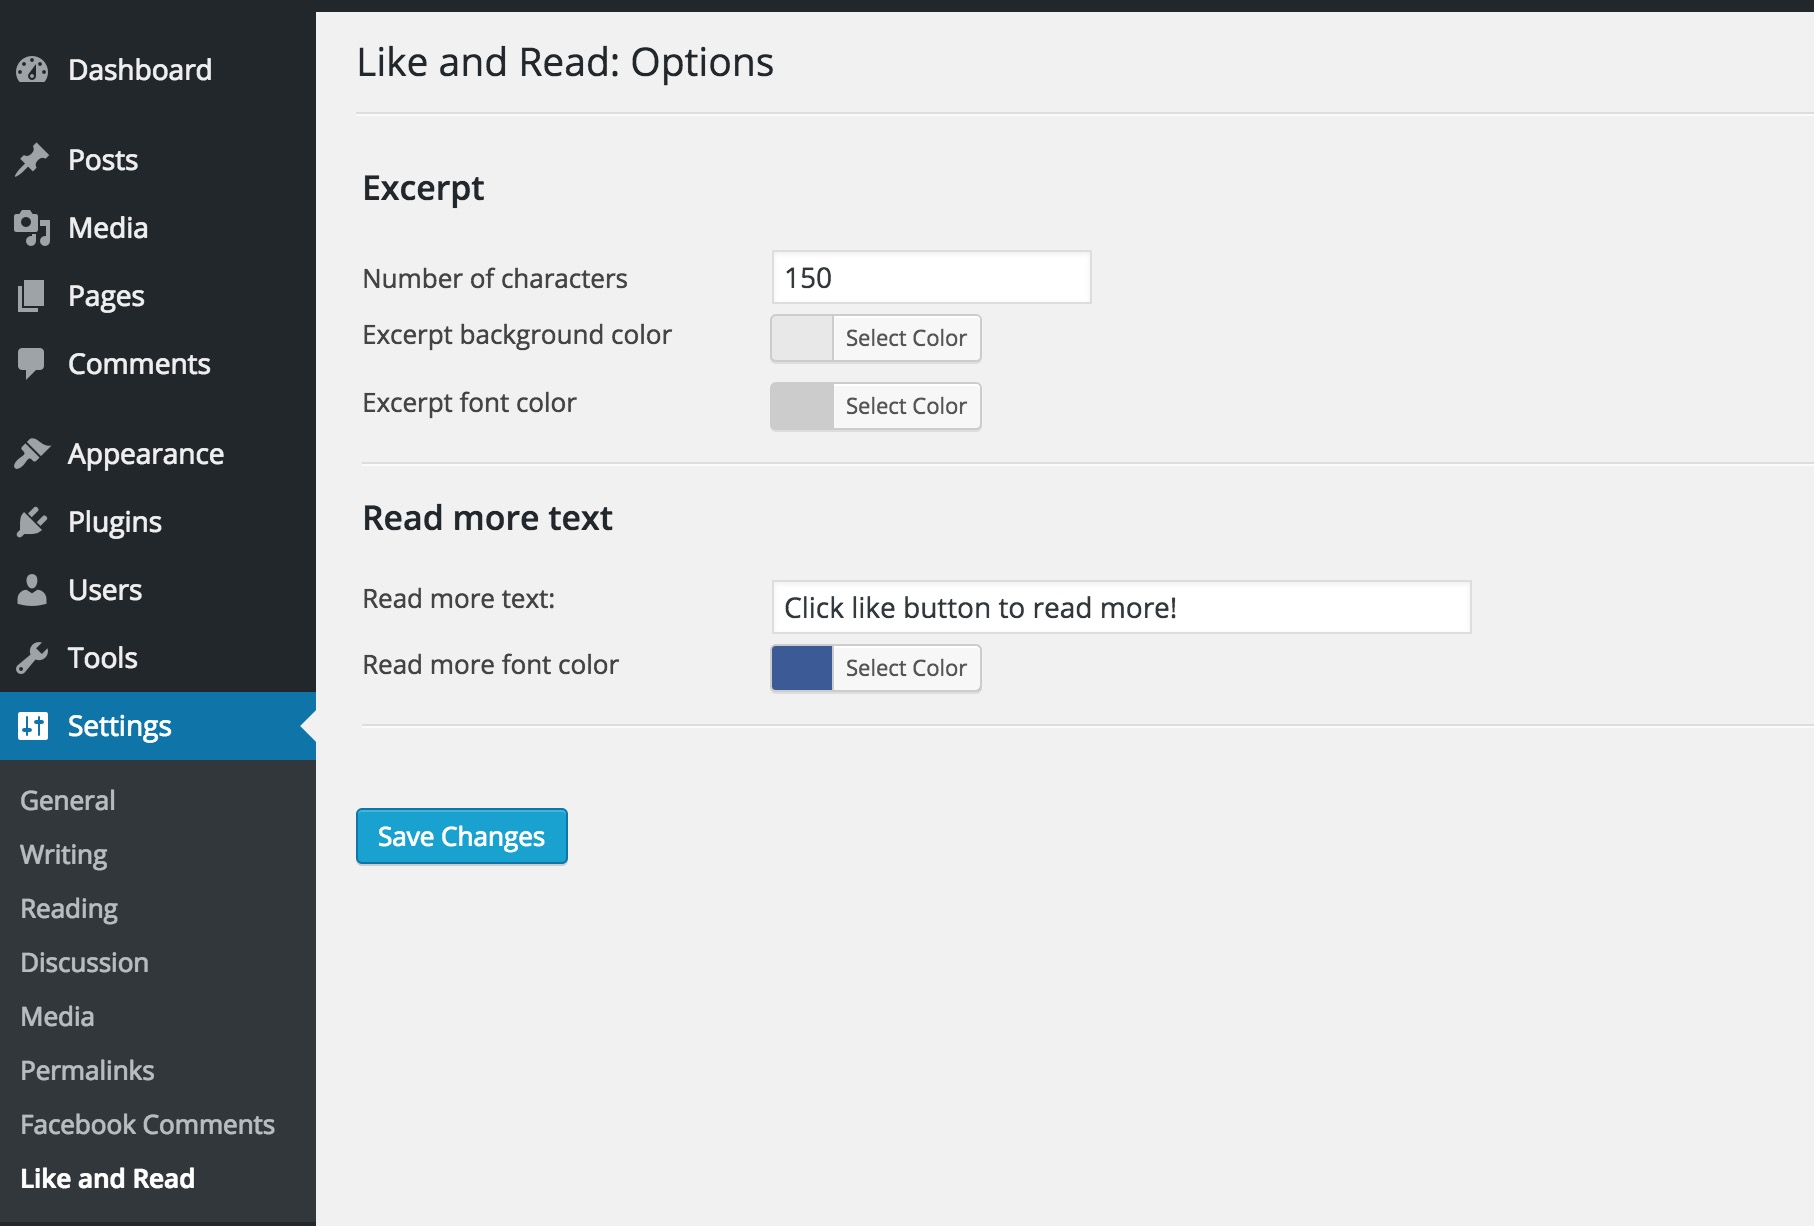 Dashboard
Posts
Media
Pages
Comments
Appearance
Plugins
Users
Tools
Settings
General
Writing
Reading
Discussion
Media
Permalinks
Facebook Comments
Like and Read
Like and Read: Options
Excerpt
Number of characters 150
Excerpt background color Select Color
Excerpt font color Select Color
Read more text
Read more text: Click like button to read more!
Read more font color Select Color
Save Changes